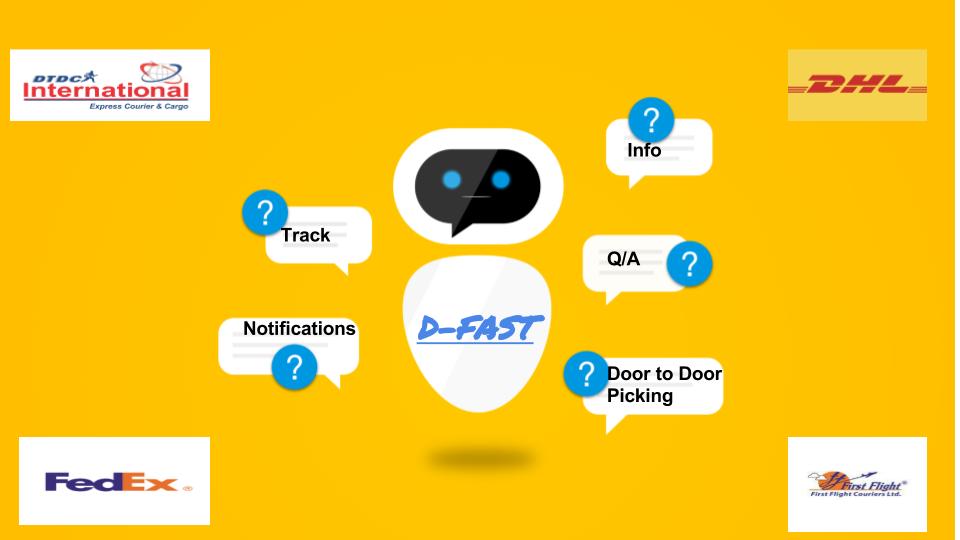 DTDC
International
Express Courier & Cargo
DHL
?
Info
?
Track
Q/A
?
D-FAST
Notifications
?
?
Door to Door
Picking
FedEx ®
First Flight®
First Flight Couriers Ltd.